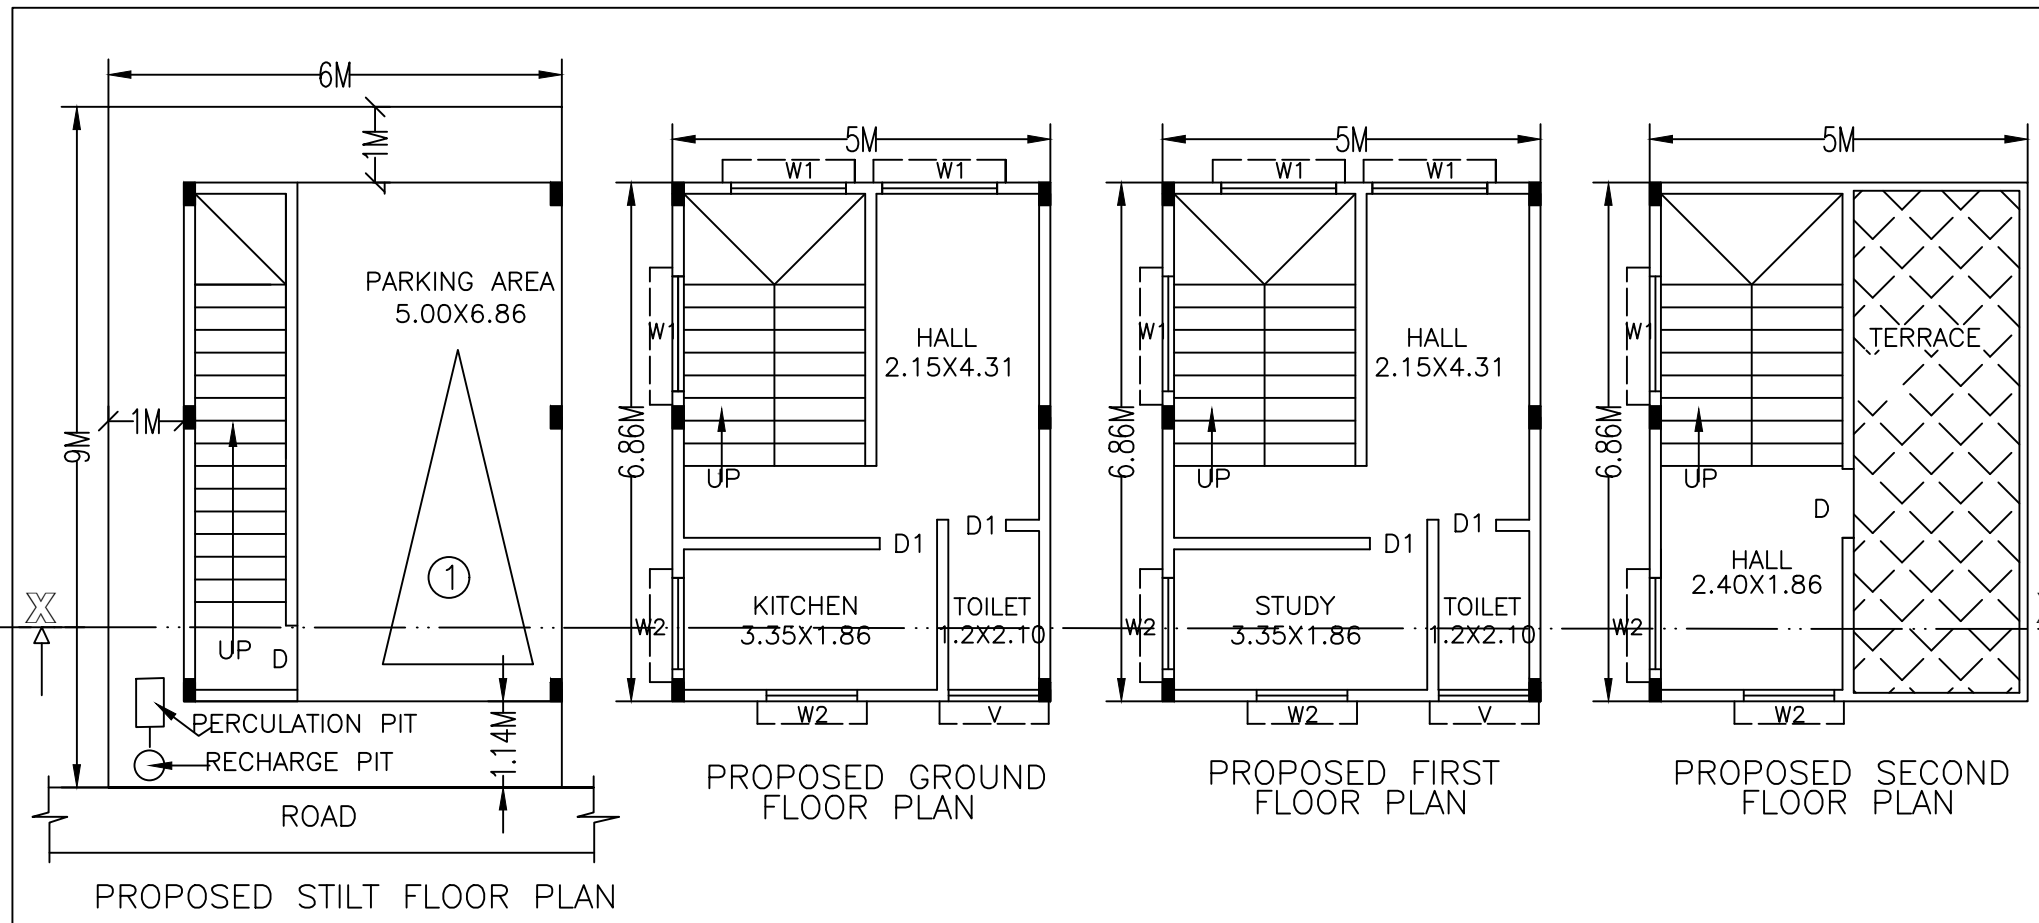 6M
1M
9M
1M
PARKING AREA
5.00X6.86
1
X
UP
D
PERCULATION PIT
RECHARGE PIT
1.14M
ROAD
PROPOSED STILT FLOOR PLAN
5M
W1
W1
W1
6.86M
HALL
2.15X4.31
UP
D1
D1
KITCHEN
3.35X1.86
TOILET
1.2X2.10
W2
W2
V
PROPOSED GROUND
FLOOR PLAN
5M
W1
W1
W1
6.86M
HALL
2.15X4.31
UP
D1
D1
STUDY
3.35X1.86
TOILET
1.2X2.10
W2
W2
V
PROPOSED FIRST
FLOOR PLAN
5M
W1
6.86M
TERRACE
UP
D
HALL
2.40X1.86
W2
W2
PROPOSED SECOND
FLOOR PLAN